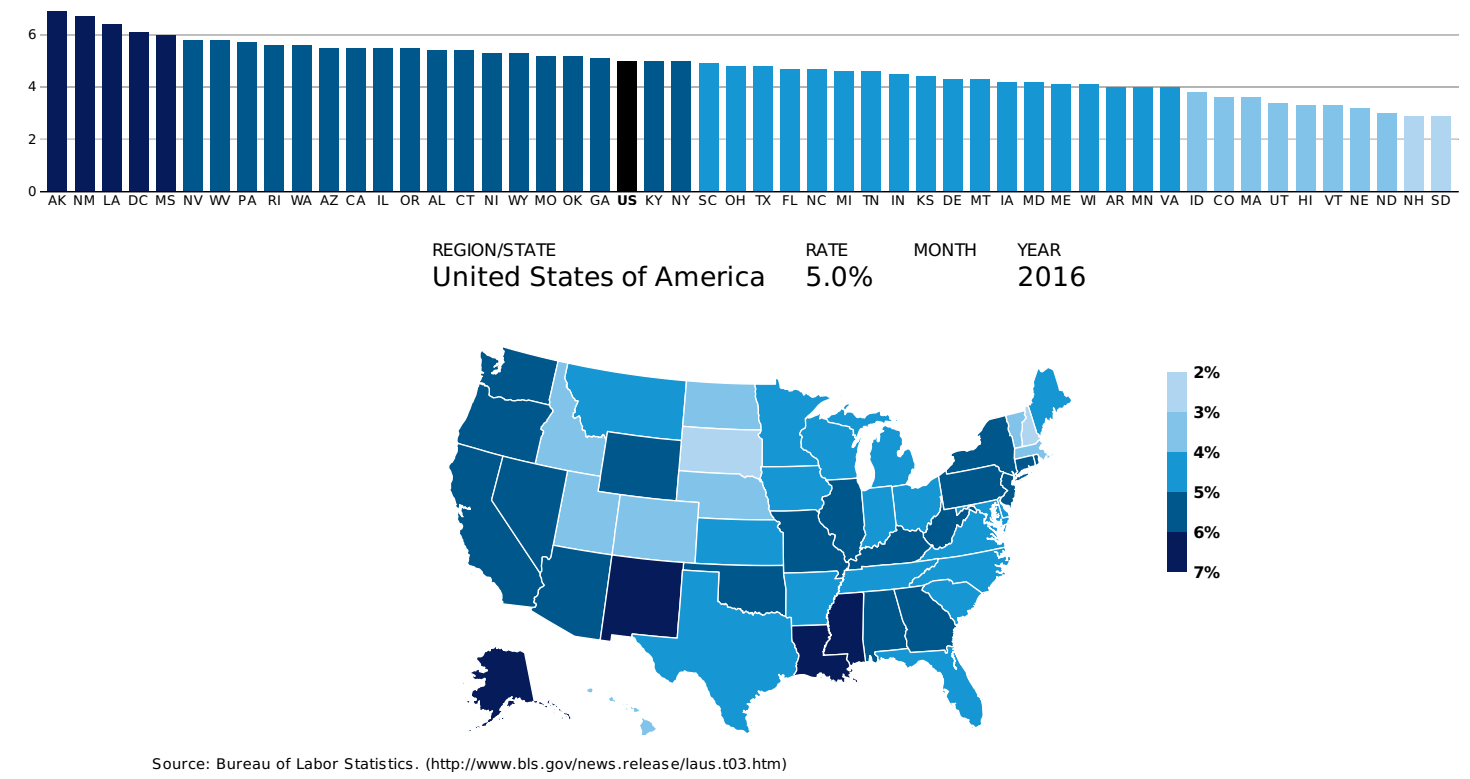 6
4
2
0
AK NM LA DC MS NV WV PA RI WA AZ CA IL OR AL CT NI WY MO OK GA US KY NY SC OH TX FL NC MI TN IN KS DE MT IA MD ME WI AR MN VA ID CO MA UT HI VT NE ND NH SD
REGION/STATE RATE MONTH YEAR
United States of America 5.0% 2016
2%
3%
4%
5%
6%
7%
Source: Bureau of Labor Statistics. (http://www.bls.gov/news.release/laus.t03.htm)